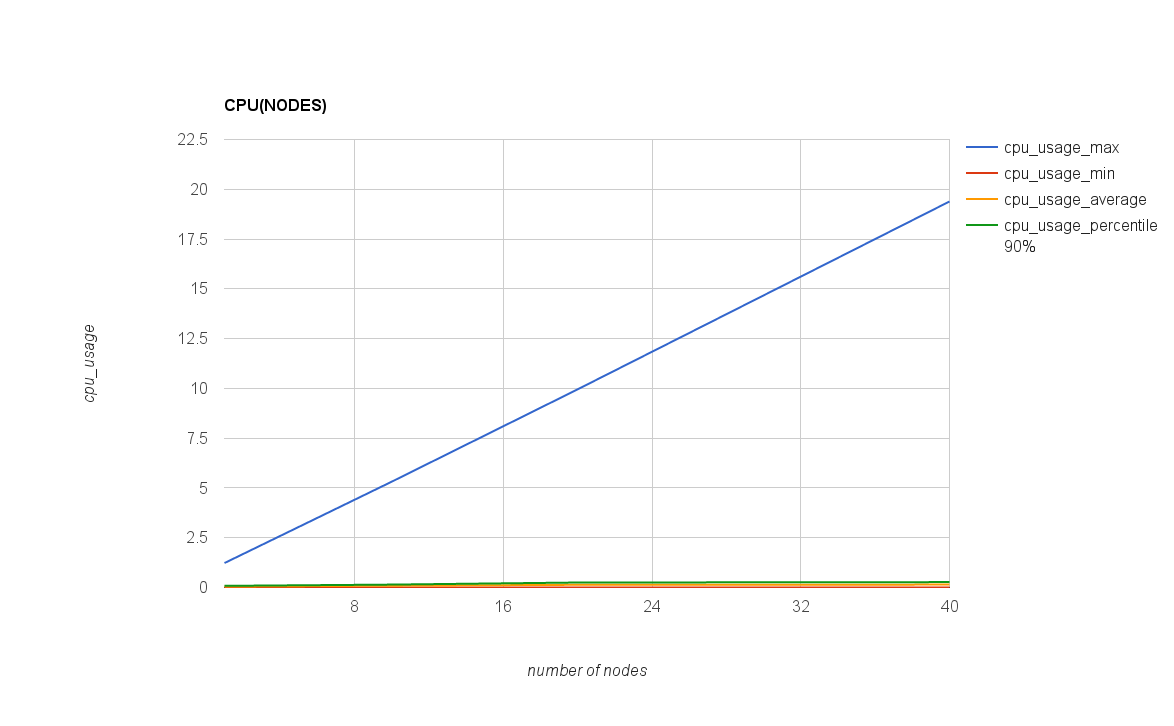 CPU(NODES)
22.5
20
17.5
15
12.5
10
7.5
5
2.5
0
8
16
24
32
40
cpu_usage
number of nodes
cpu_usage_max
cpu_usage_min
cpu_usage_average
cpu_usage_percentile
90%